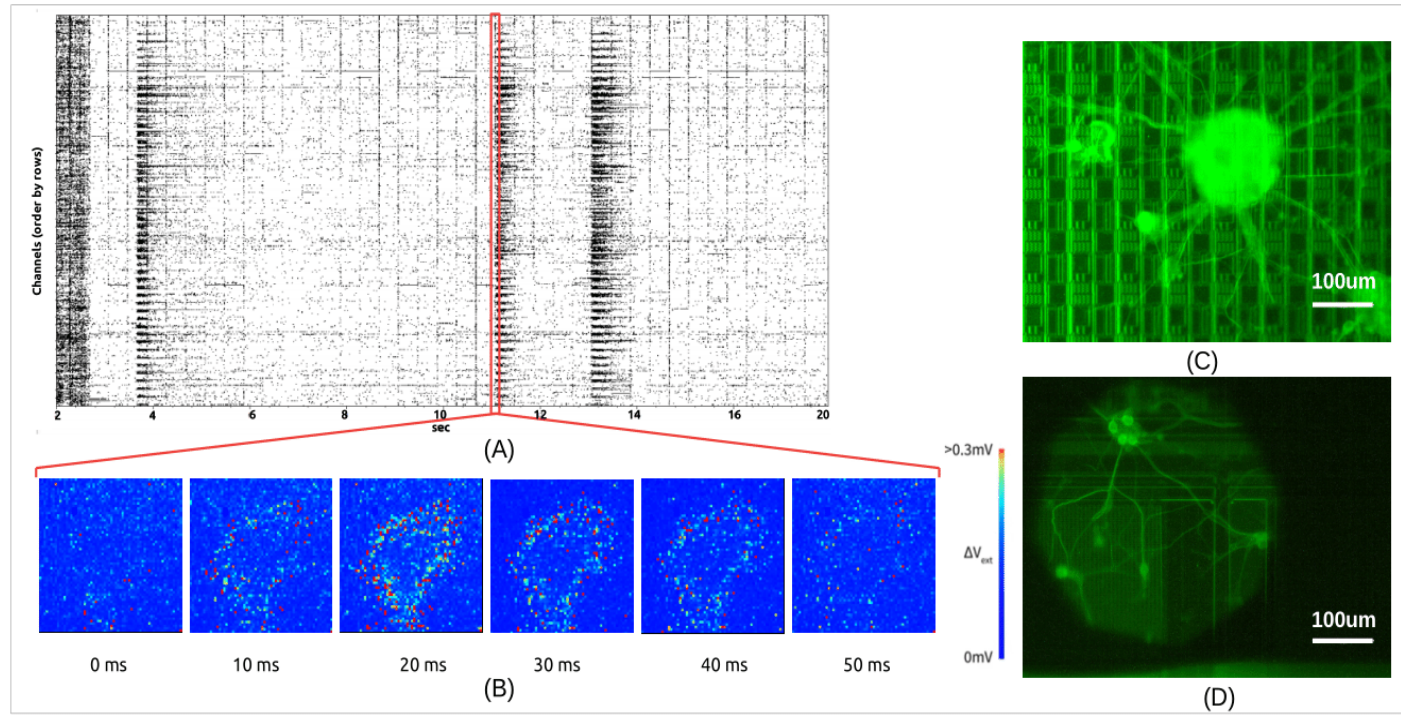 Channels (order by rows)
2 4 6 8 10 12 14 16 18 20
sec
(A)
>0.3mV
ΔVext
0mV
0 ms 10 ms 20 ms 30 ms 40 ms 50 ms
(B)
100um
(C)
100um
(D)